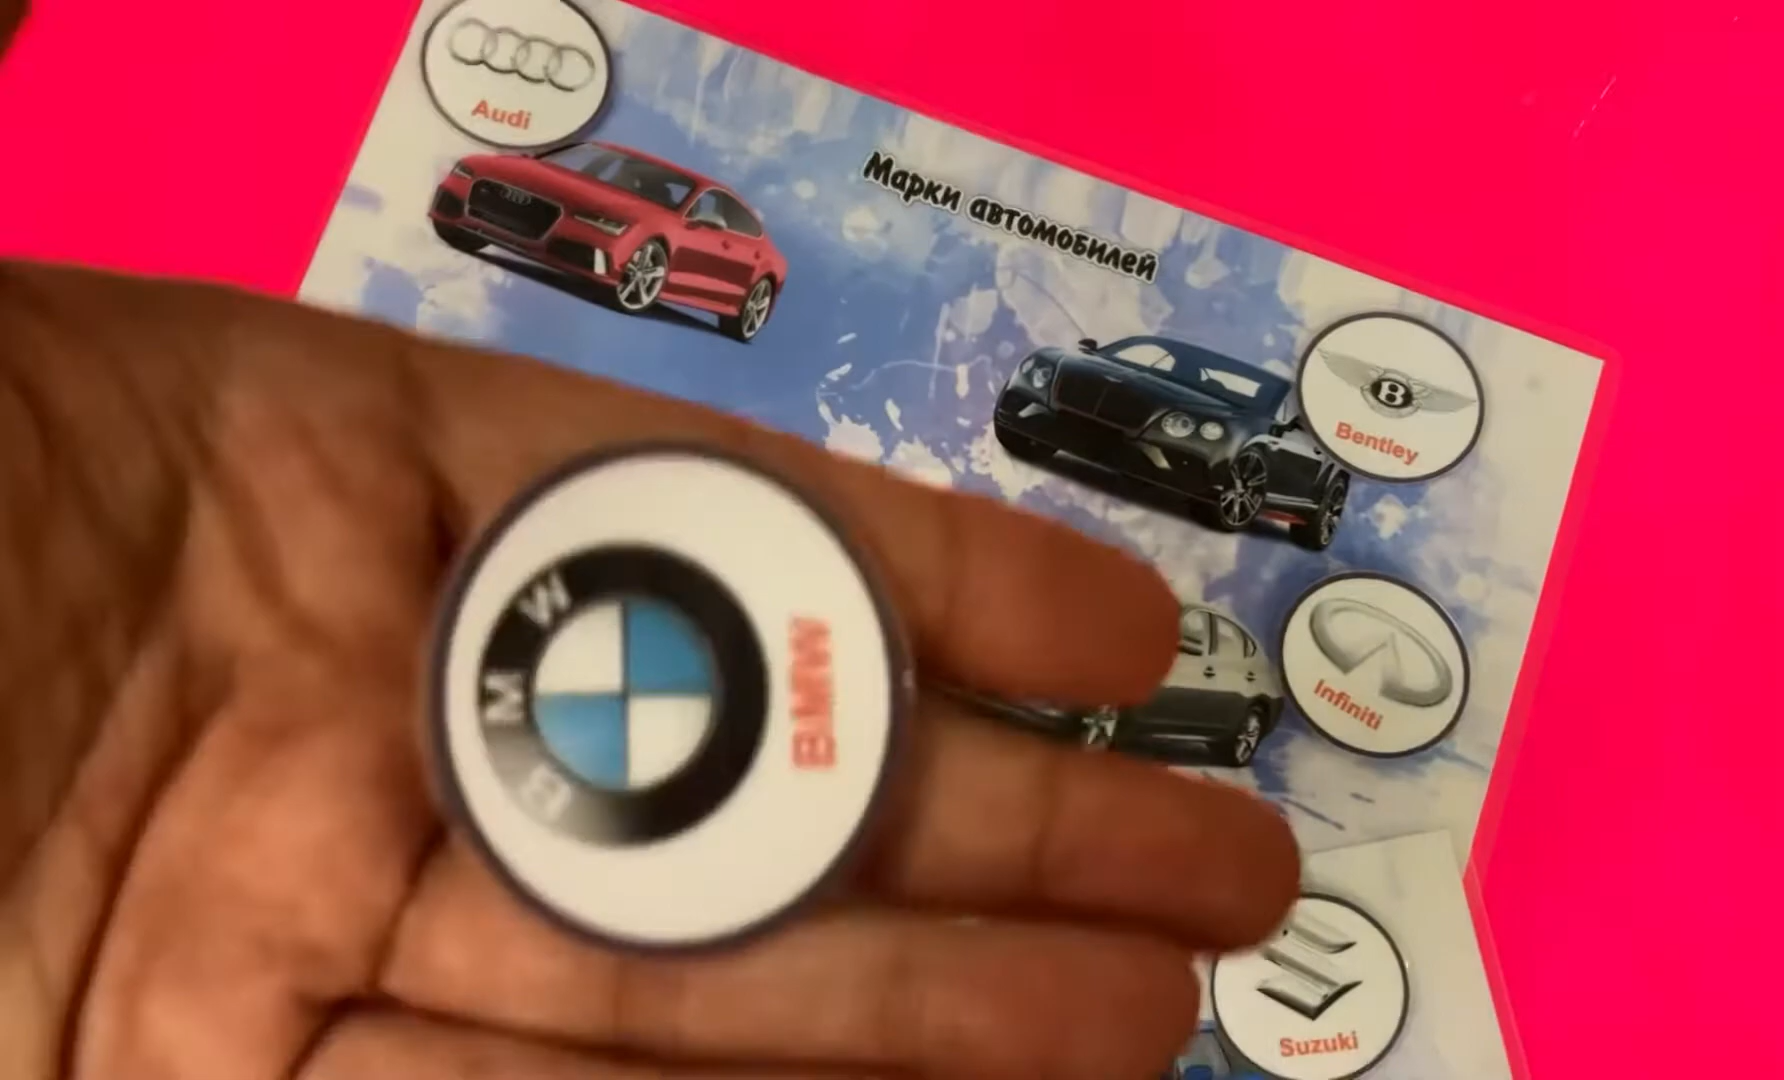 Audi
Марки автомобилей
B
Bentley
BMW
BMW
Infiniti
Suzuki